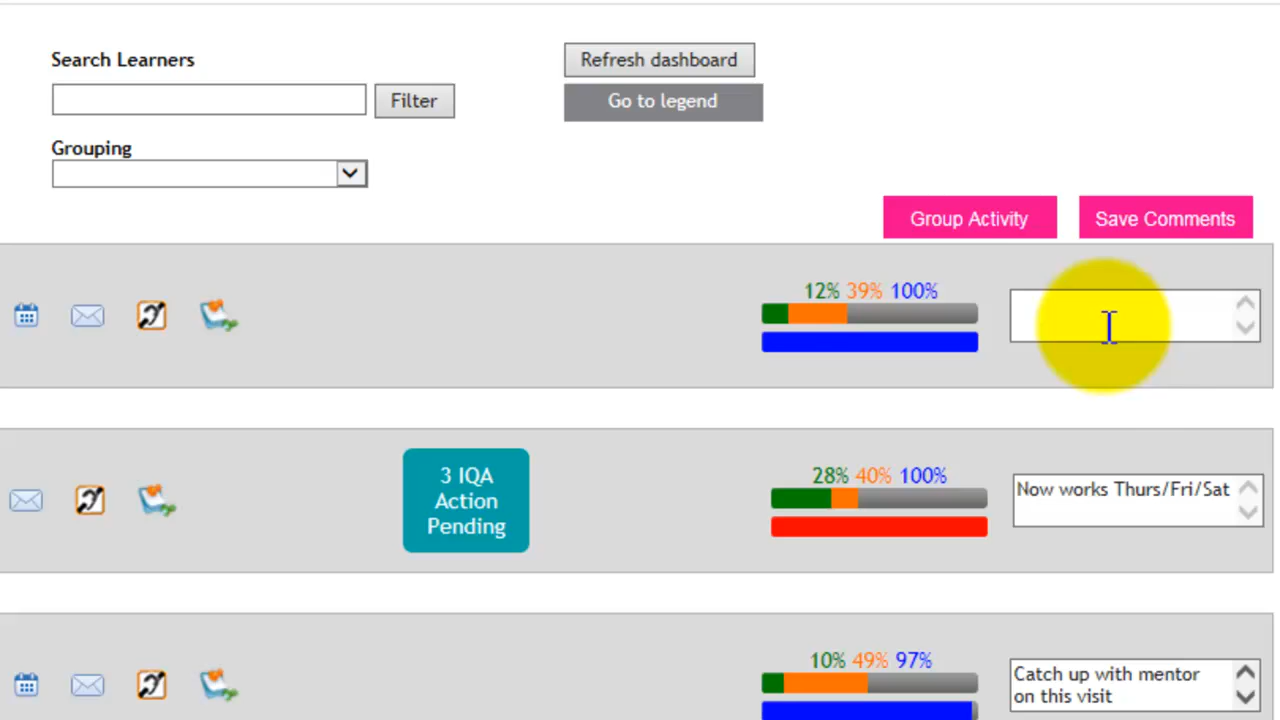 Search Learners
Refresh dashboard
Filter
Go to legend
Grouping
Group Activity
Save Comments
12% 39% 100%
3 IQA
Action
Pending
28% 40% 100%
Now works Thurs/Fri/Sat
10% 49% 97%
Catch up with mentor
on this visit